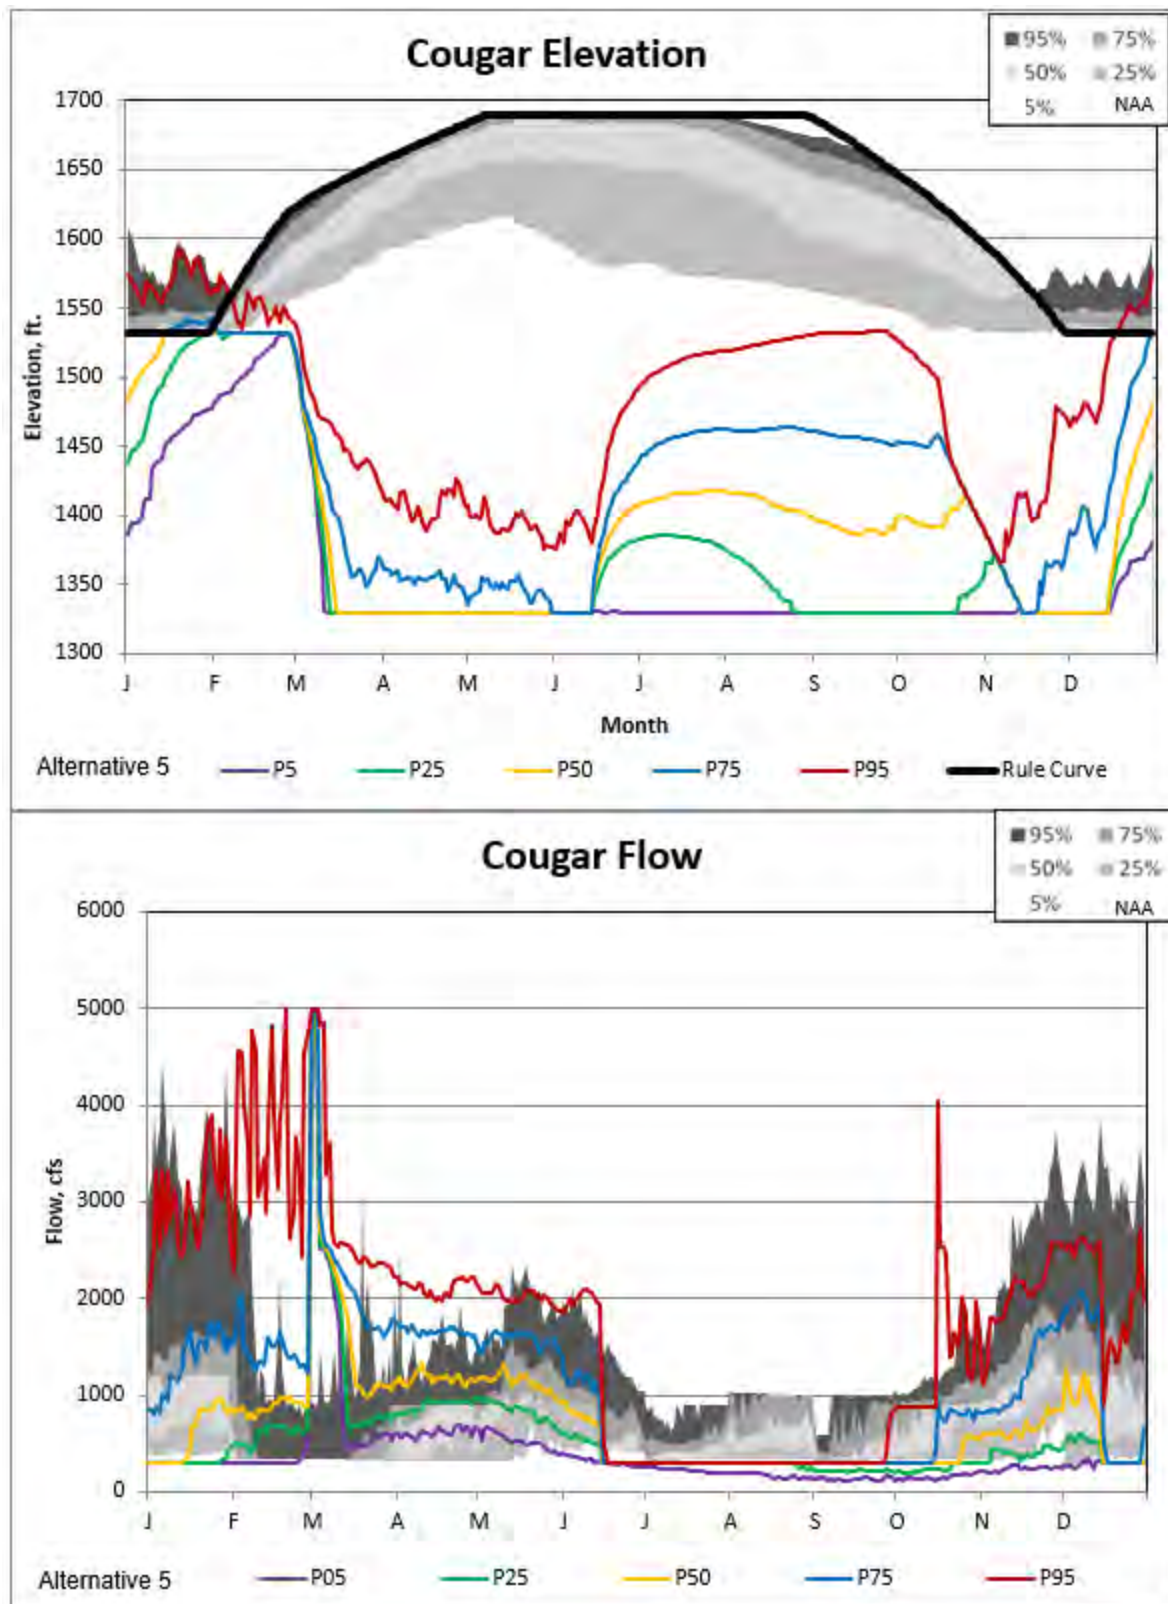 Cougar Elevation
95% 75%
50% 25%
5% NAA
1700
1650
1600
1550
1500
1450
1400
1350
1300
Elevation, ft.
J F M A M J J A S O N D
Month
Alternative 5 P5 P25 P50 P75 P95 Rule Curve
Cougar Flow
95% 75%
50% 25%
5% NAA
6000
5000
4000
3000
2000
1000
0
Flow, cfs
J F M A M J J A S O N D
Alternative 5 P05 P25 P50 P75 P95